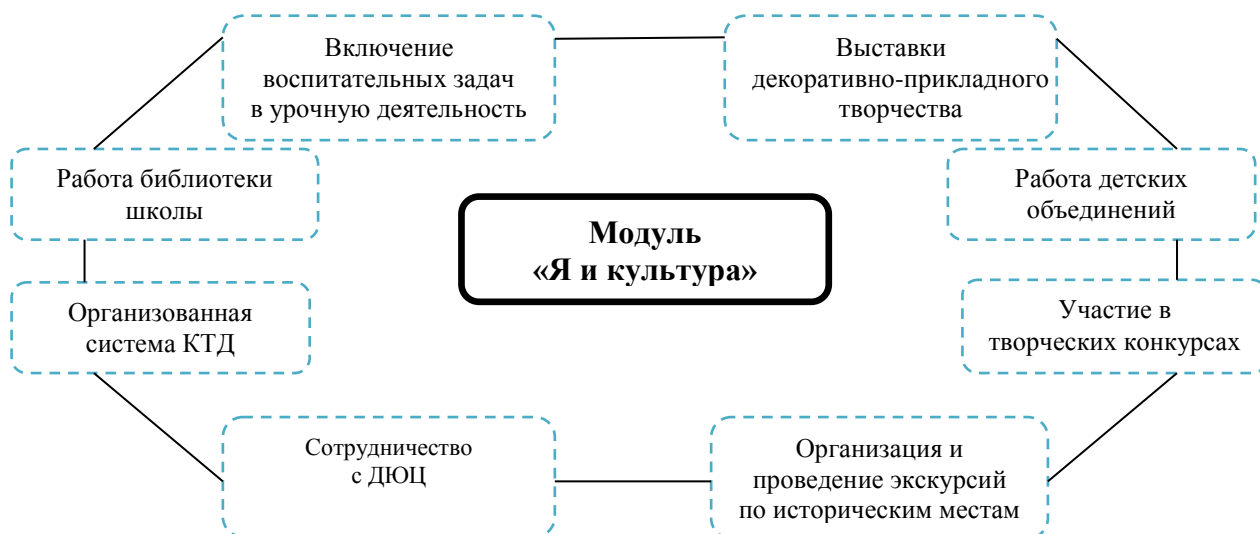 Включение
воспитательных задач
в урочную деятельность
Выставки
декоративно-прикладного
творчества
Работа библиотеки
школы
Работа детских
объединений
Модуль
«Я и культура»
Организованная
система КТД
Участие в
творческих конкурсах
Сотрудничество
с ДЮЦ
Организация и
проведение экскурсий
по историческим местам